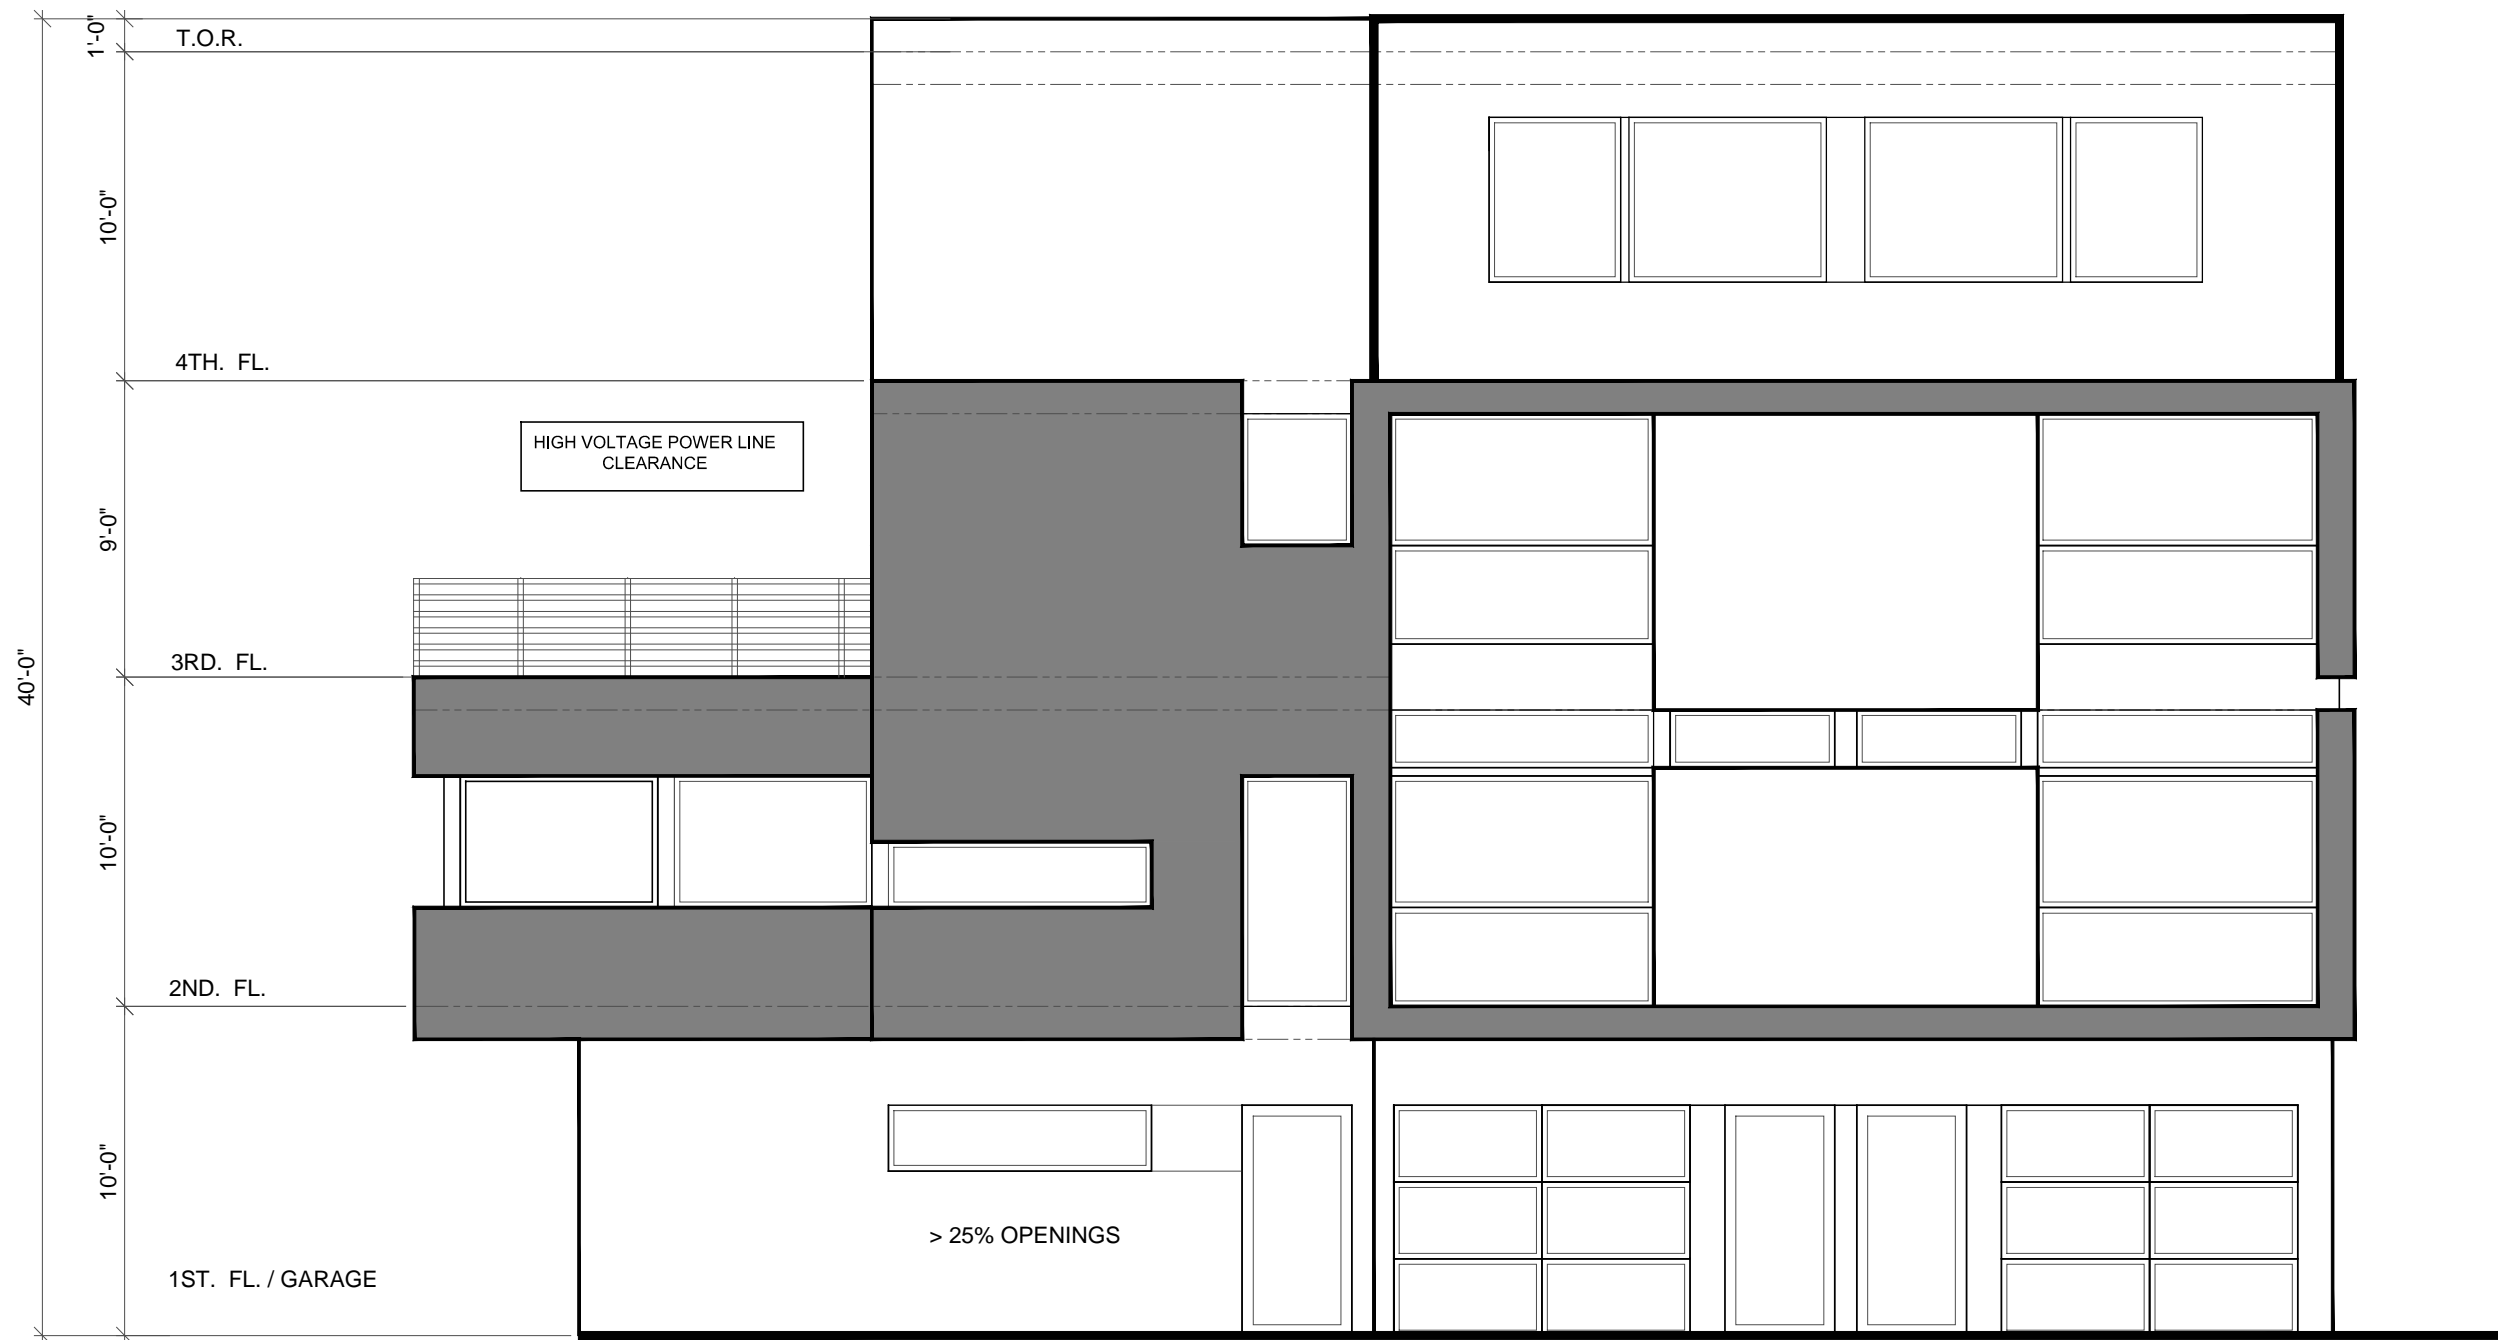 1'-0"
T.O.R.
10'-0"
4TH. FL.
HIGH VOLTAGE POWER LINE
CLEARANCE
9'-0"
3RD. FL.
40'-0"
10'-0"
2ND. FL.
10'-0"
> 25% OPENINGS
1ST. FL. / GARAGE